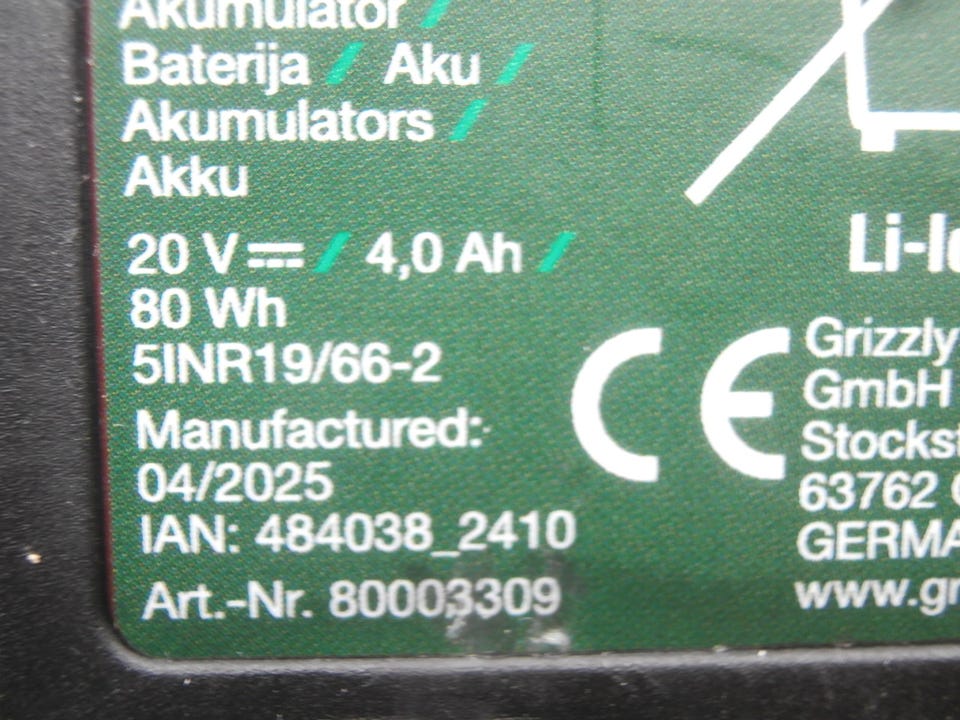 Akumulator /
Baterija / Aku /
Akumulators /
Akku
20 V⎓ / 4,0 Ah /
80 Wh
5INR19/66-2
Manufactured:
04/2025
IAN: 484038_2410
Art.-Nr. 80003309
Li-Io
CE
Grizzly
GmbH
Stockst
63762 G
GERMA
www.gr